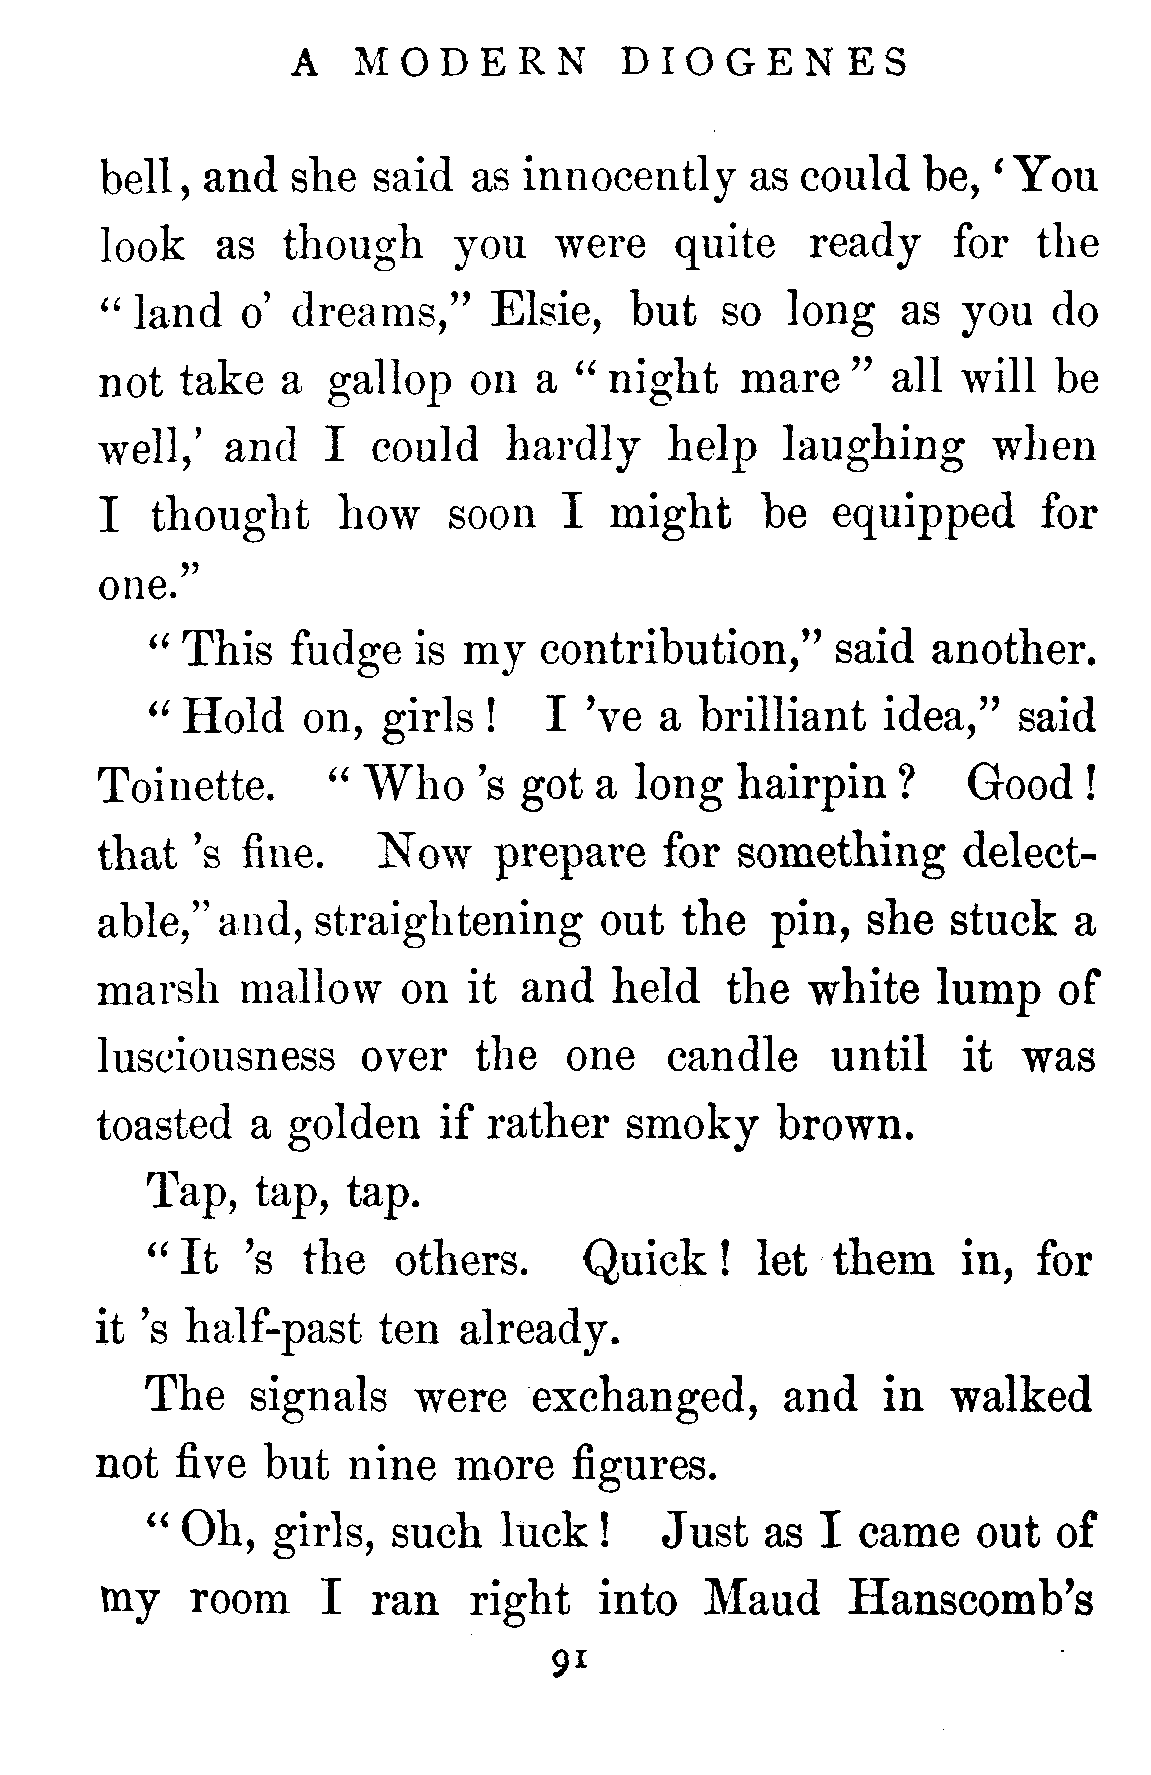 A MODERN DIOGENES
bell, and she said as innocently as could be, ‘You
look as though you were quite ready for the
“land o’ dreams,” Elsie, but so long as you do
not take a gallop on a “night mare” all will be
well,’ and I could hardly help laughing when
I thought how soon I might be equipped for
one.”
“This fudge is my contribution,” said another.
“Hold on, girls! I ’ve a brilliant idea,” said
Toinette. “Who ’s got a long hairpin? Good!
that ’s fine. Now prepare for something delect-
able,” and, straightening out the pin, she stuck a
marsh mallow on it and held the white lump of
lusciousness over the one candle until it was
toasted a golden if rather smoky brown.
Tap, tap, tap.
“It ’s the others. Quick! let them in, for
it ’s half-past ten already.
The signals were exchanged, and in walked
not five but nine more figures.
“Oh, girls, such luck! Just as I came out of
my room I ran right into Maud Hanscomb’s
91